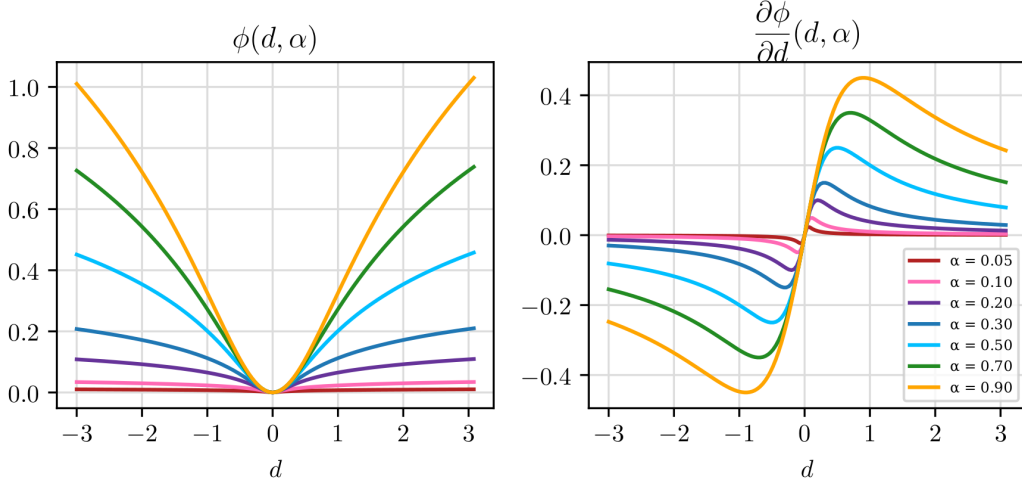 ϕ(d, α)
1.0
0.8
0.6
0.4
0.2
0.0
−3 −2 −1 0 1 2 3
d
∂ϕ/∂d (d, α)
0.4
0.2
0.0
−0.2
−0.4
−3 −2 −1 0 1 2 3
d
α = 0.05
α = 0.10
α = 0.20
α = 0.30
α = 0.50
α = 0.70
α = 0.90